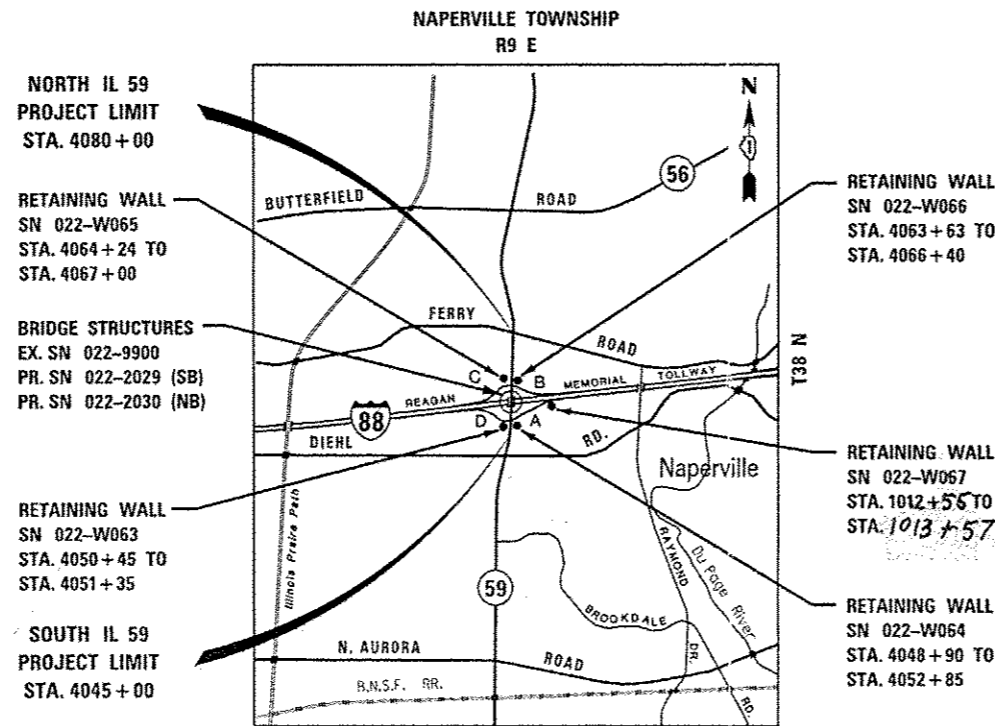 NAPERVILLE TOWNSHIP
R9 E
NORTH IL 59
PROJECT LIMIT
STA. 4080+00
RETAINING WALL
SN 022-W065
STA. 4064+24 TO
STA. 4067+00
BRIDGE STRUCTURES
EX. SN 022-9900
PR. SN 022-2029 (SB)
PR. SN 022-2030 (NB)
RETAINING WALL
SN 022-W063
STA. 4050+45 TO
STA. 4051+35
SOUTH IL 59
PROJECT LIMIT
STA. 4045+00
N
56
BUTTERFIELD ROAD
FERRY ROAD
C B
REAGAN MEMORIAL TOLLWAY
88
D A
DIEHL RD.
Naperville
Illinois Praire Path
RAYMOND DR.
Du Page River
59
BROOKDALE RD.
N. AURORA ROAD
B.N.S.F. RR.
T38 N
RETAINING WALL
SN 022-W066
STA. 4063+63 TO
STA. 4066+40
RETAINING WALL
SN 022-W067
STA. 1012+55 TO
STA. 1013+57
RETAINING WALL
SN 022-W064
STA. 4048+90 TO
STA. 4052+85